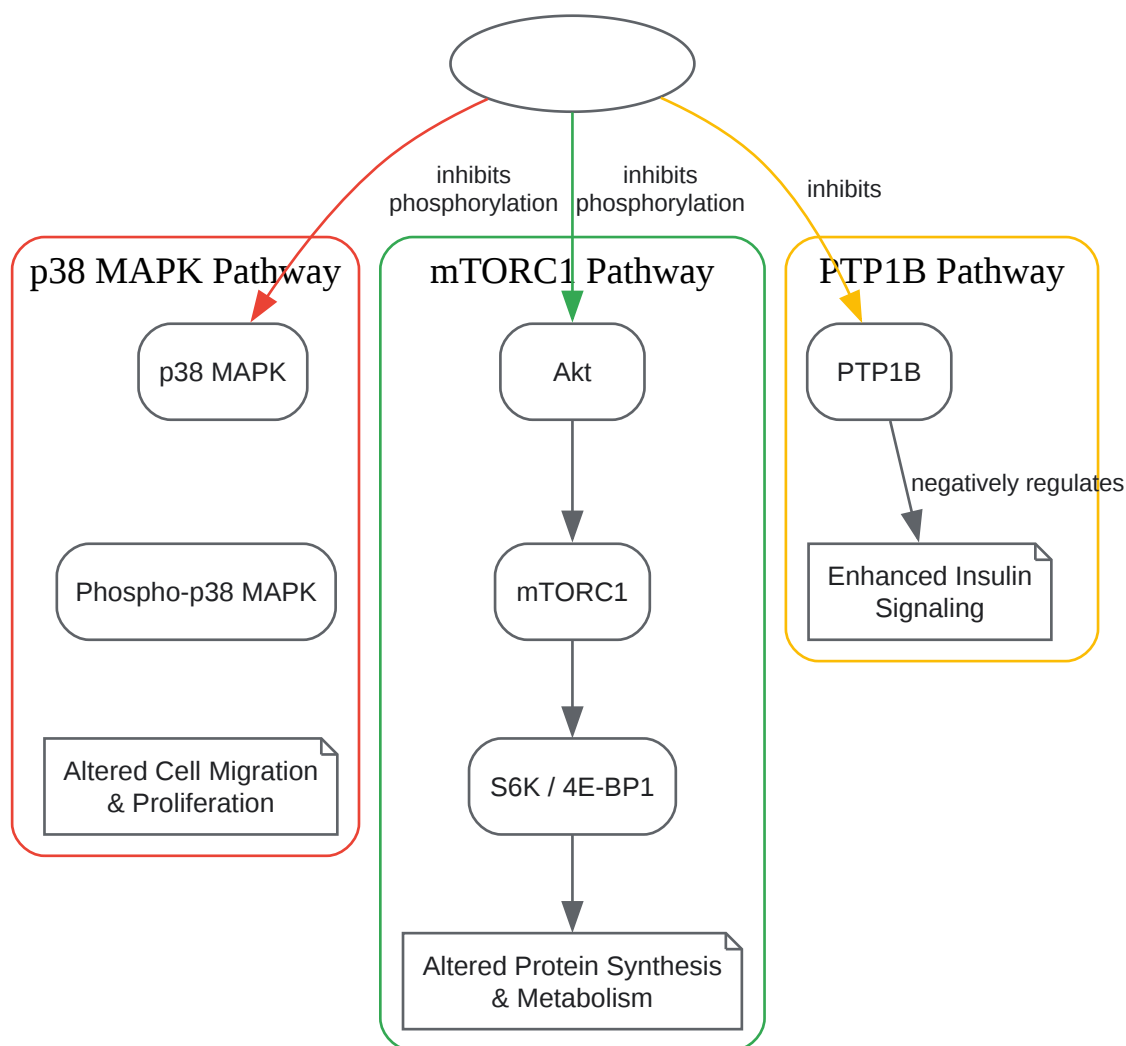 inhibits
phosphorylation
inhibits
phosphorylation
inhibits
p38 MAPK Pathway
p38 MAPK
Phospho-p38 MAPK
Altered Cell Migration
& Proliferation
mTORC1 Pathway
Akt
mTORC1
S6K / 4E-BP1
Altered Protein Synthesis
& Metabolism
PTP1B Pathway
PTP1B
negatively regulates
Enhanced Insulin
Signaling